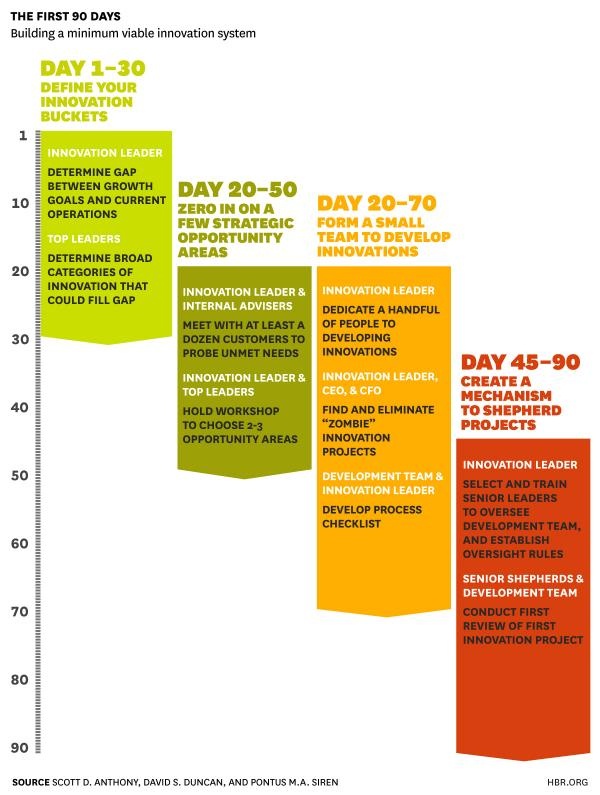 THE FIRST 90 DAYS
Building a minimum viable innovation system
DAY 1–30
DEFINE YOUR
INNOVATION
BUCKETS
INNOVATION LEADER
DETERMINE GAP
BETWEEN GROWTH
GOALS AND CURRENT
OPERATIONS
TOP LEADERS
DETERMINE BROAD
CATEGORIES OF
INNOVATION THAT
COULD FILL GAP
DAY 20–50
ZERO IN ON A
FEW STRATEGIC
OPPORTUNITY
AREAS
INNOVATION LEADER &
INTERNAL ADVISERS
MEET WITH AT LEAST A
DOZEN CUSTOMERS TO
PROBE UNMET NEEDS
INNOVATION LEADER &
TOP LEADERS
HOLD WORKSHOP
TO CHOOSE 2-3
OPPORTUNITY AREAS
DAY 20–70
FORM A SMALL
TEAM TO DEVELOP
INNOVATIONS
INNOVATION LEADER
DEDICATE A HANDFUL
OF PEOPLE TO
DEVELOPING
INNOVATIONS
INNOVATION LEADER,
CEO, & CFO
FIND AND ELIMINATE
“ZOMBIE”
INNOVATION
PROJECTS
DEVELOPMENT TEAM &
INNOVATION LEADER
DEVELOP PROCESS
CHECKLIST
DAY 45–90
CREATE A
MECHANISM
TO SHEPHERD
PROJECTS
INNOVATION LEADER
SELECT AND TRAIN
SENIOR LEADERS
TO OVERSEE
DEVELOPMENT TEAM,
AND ESTABLISH
OVERSIGHT RULES
SENIOR SHEPHERDS &
DEVELOPMENT TEAM
CONDUCT FIRST
REVIEW OF FIRST
INNOVATION PROJECT
1
10
20
30
40
50
60
70
80
90
SOURCE SCOTT D. ANTHONY, DAVID S. DUNCAN, AND PONTUS M.A. SIREN
HBR.ORG